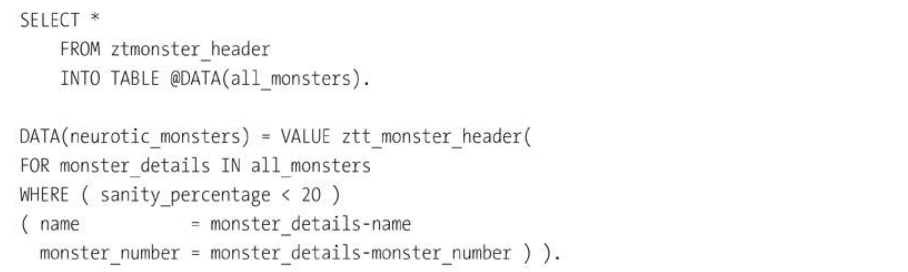 SELECT *
FROM ztmonster_header
INTO TABLE @DATA(all_monsters).
DATA(neurotic_monsters) = VALUE ztt_monster_header(
FOR monster_details IN all_monsters
WHERE ( sanity_percentage < 20 )
( name = monster_details-name
monster_number = monster_details-monster_number ) ).